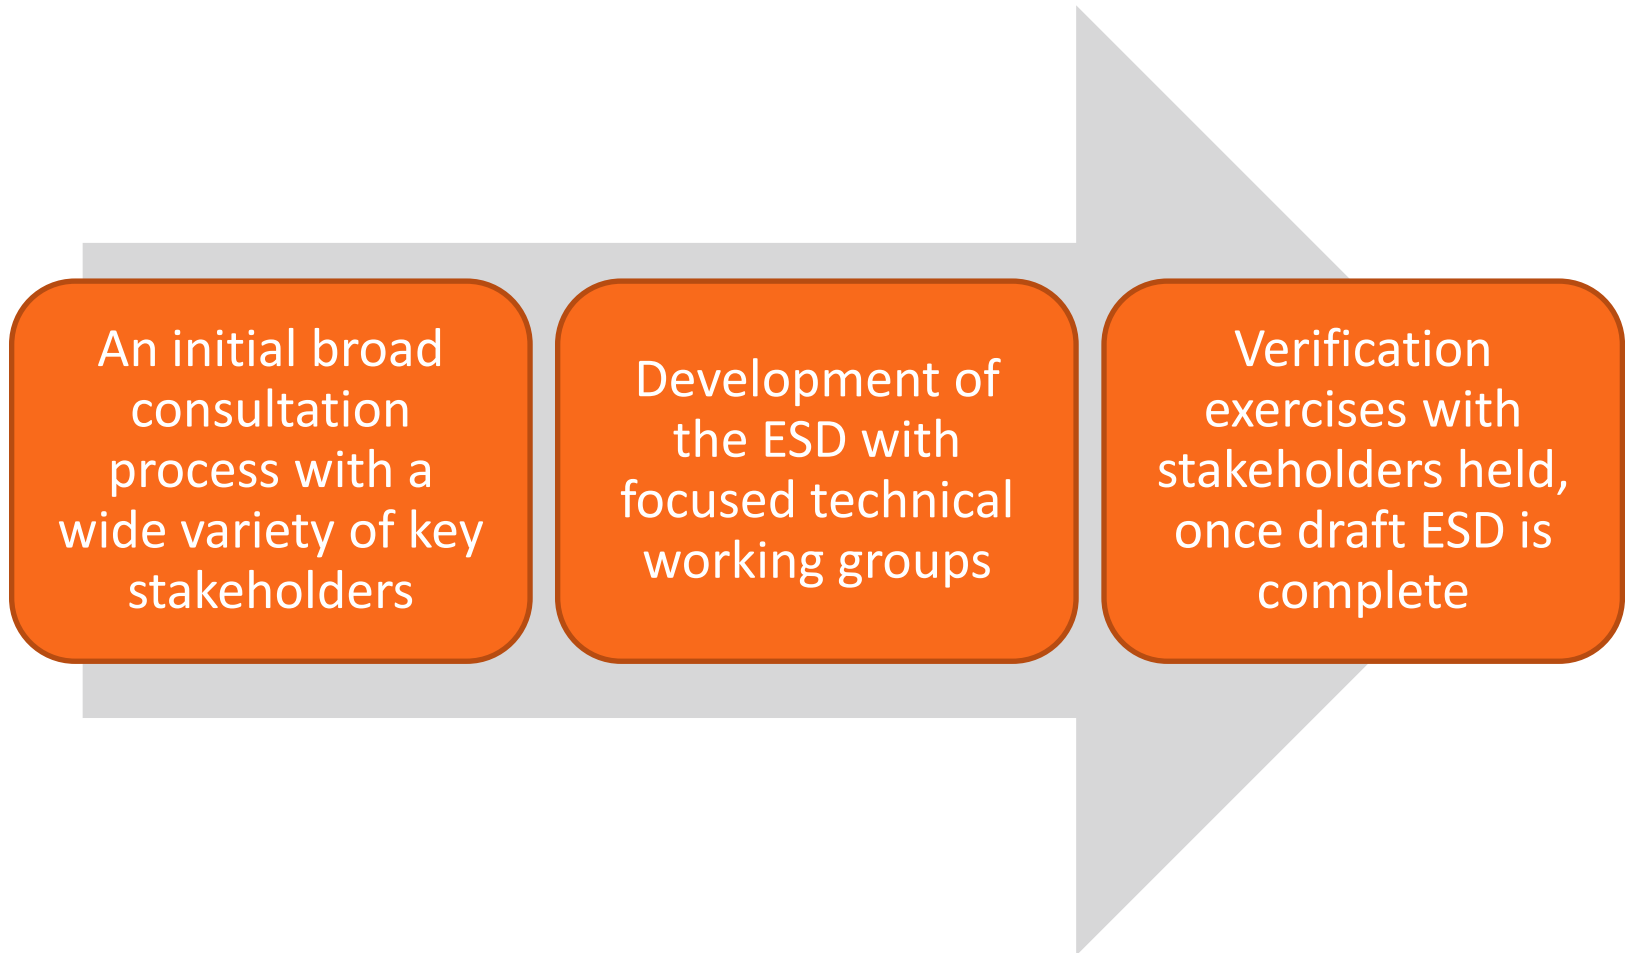 An initial broad
consultation
process with a
wide variety of key
stakeholders
Development of
the ESD with
focused technical
working groups
Verification
exercises with
stakeholders held,
once draft ESD is
complete